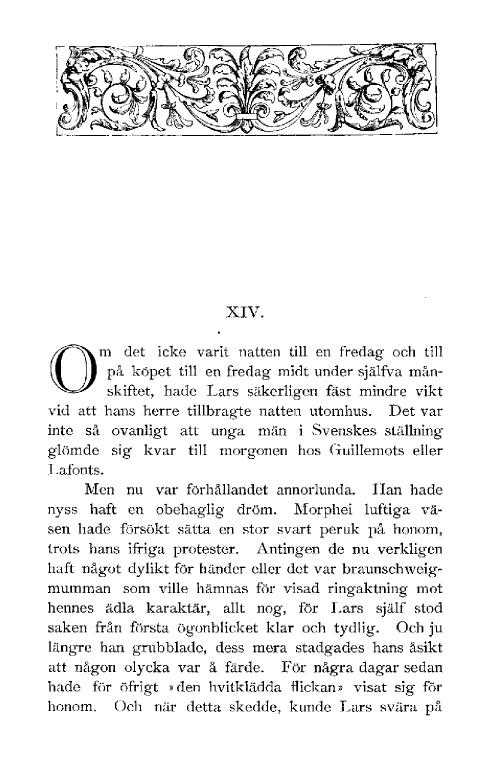 XIV.
Om det icke varit natten till en fredag och till
på köpet till en fredag midt under själfva mån-
skiftet, hade Lars säkerligen fäst mindre vikt
vid att hans herre tillbragte natten utomhus. Det var
inte så ovanligt att unga män i Svenskes ställning
glömde sig kvar till morgonen hos Guillemots eller
Lafonts.
Men nu var förhållandet annorlunda. Han hade
nyss haft en obehaglig dröm. Morphei luftiga vä-
sen hade försökt sätta en stor svart peruk på honom,
trots hans ifriga protester. Antingen de nu verkligen
haft något dylikt för händer eller det var braunschweig-
mumman som ville hämnas för visad ringaktning mot
hennes ädla karaktär, allt nog, för Lars själf stod
saken från första ögonblicket klar och tydlig. Och ju
längre han grubblade, dess mera stadgades hans åsikt
att någon olycka var å färde. För några dagar sedan
hade för öfrigt »den hvitklädda flickan» visat sig för
honom. Och när detta skedde, kunde Lars svära på